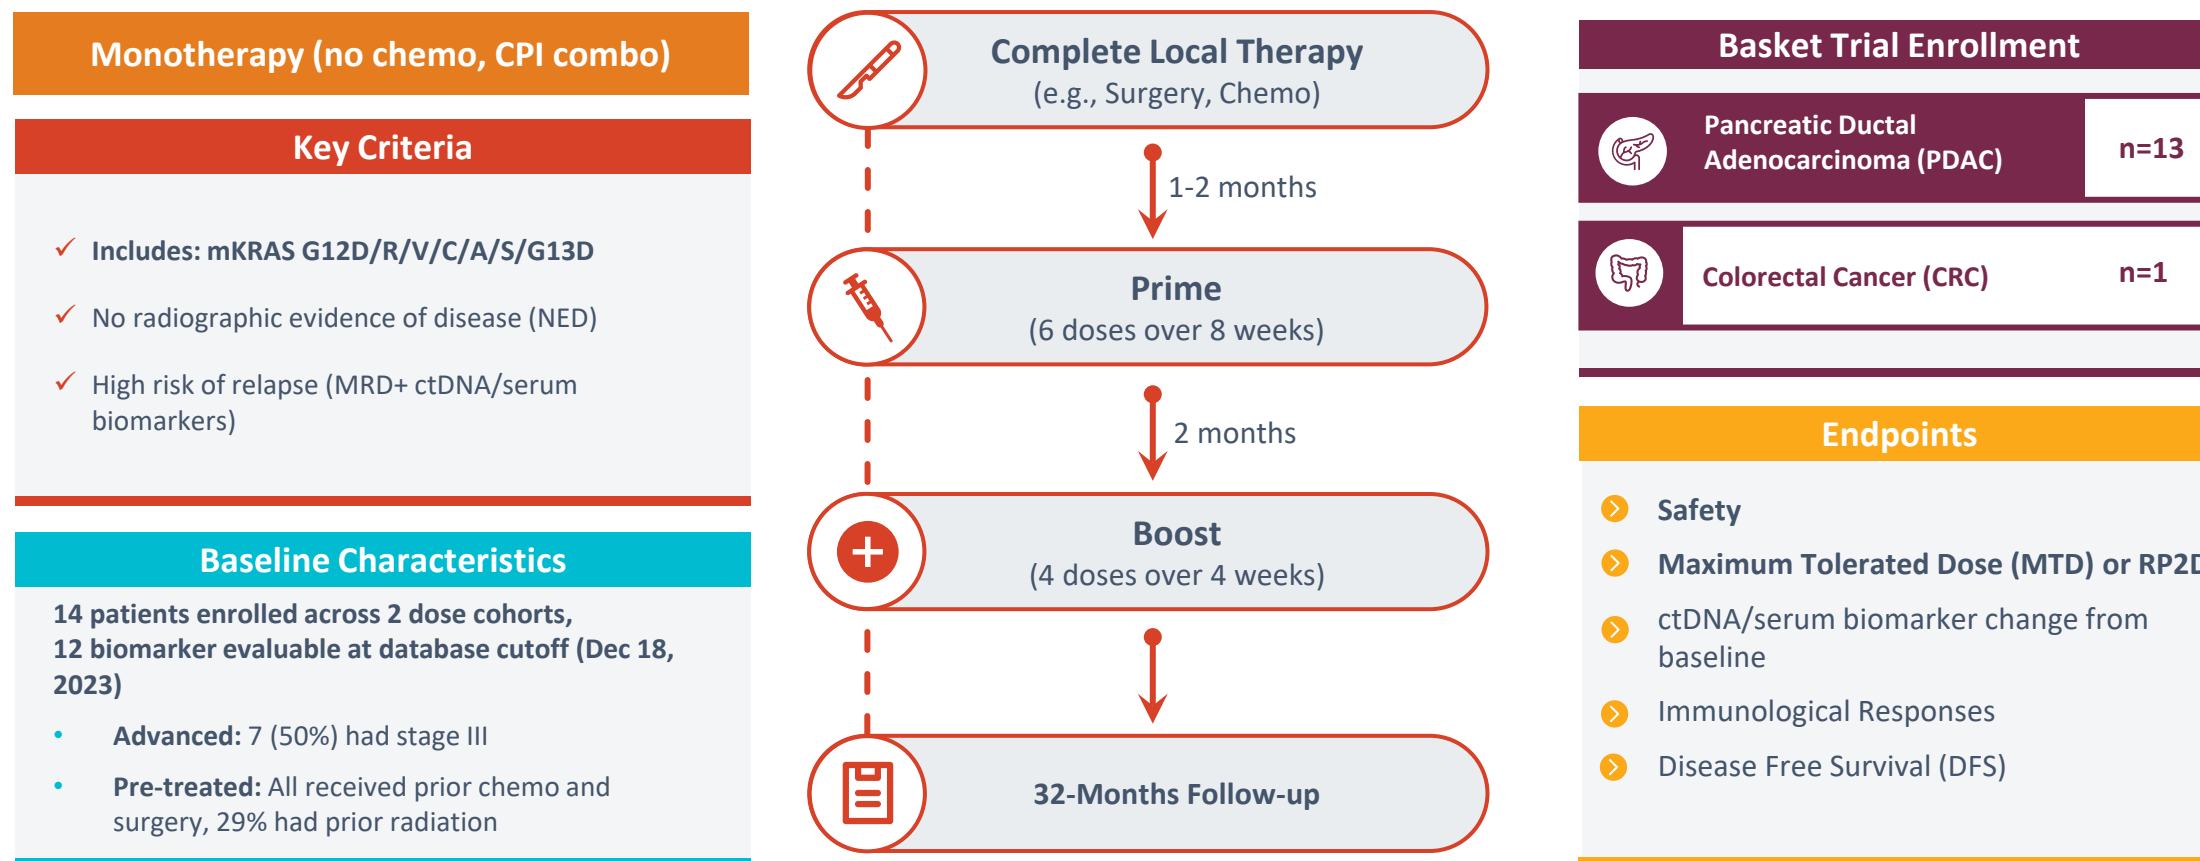 Monotherapy (no chemo, CPI combo)
Key Criteria
✓ Includes: mKRAS G12D/R/V/C/A/S/G13D
✓ No radiographic evidence of disease (NED)
✓ High risk of relapse (MRD+ ctDNA/serum
biomarkers)
Baseline Characteristics
14 patients enrolled across 2 dose cohorts,
12 biomarker evaluable at database cutoff (Dec 18,
2023)
• Advanced: 7 (50%) had stage III
• Pre-treated: All received prior chemo and
surgery, 29% had prior radiation
Complete Local Therapy
(e.g., Surgery, Chemo)
1-2 months
Prime
(6 doses over 8 weeks)
2 months
Boost
(4 doses over 4 weeks)
32-Months Follow-up
Basket Trial Enrollment
Pancreatic Ductal
Adenocarcinoma (PDAC)
n=13
Colorectal Cancer (CRC)
n=1
Endpoints
Safety
Maximum Tolerated Dose (MTD) or RP2D
ctDNA/serum biomarker change from
baseline
Immunological Responses
Disease Free Survival (DFS)